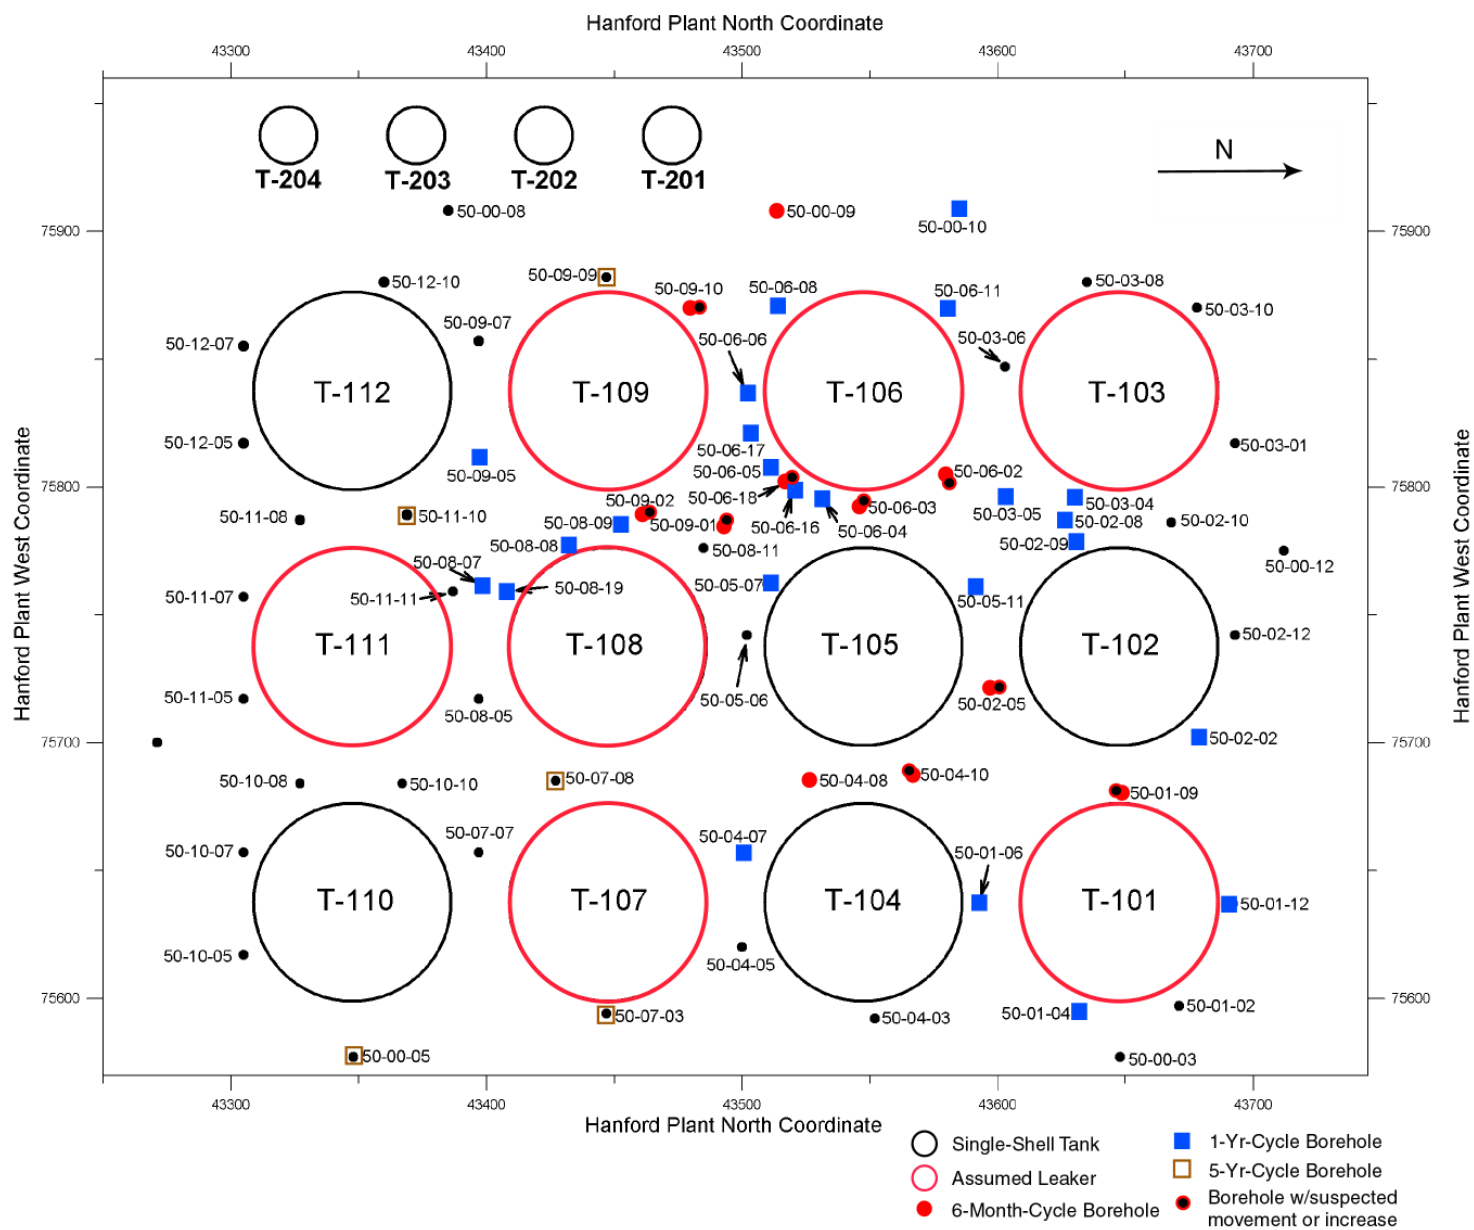 Hanford Plant North Coordinate
43300 43400 43500 43600 43700
N
T-204 T-203 T-202 T-201
50-00-08 50-00-09
50-00-10
75900 75900
50-09-09
50-12-10 50-09-10 50-06-08 50-06-11 50-03-08
50-03-10
50-09-07
50-06-06 50-03-06
50-12-07
T-112 T-109 T-106 T-103
50-12-05 50-03-01
50-06-17
50-09-05 50-06-05 50-06-02
75800 75800
50-09-02 50-06-18 50-06-03 50-03-04
50-11-08 50-11-10 50-08-09 50-09-01 50-06-16 50-06-04 50-03-05 50-02-08 50-02-10
50-08-08 50-08-11 50-02-09
50-08-07 50-00-12
50-11-07 50-11-11 50-08-19 50-05-07 50-05-11
T-111 T-108 T-105 T-102
50-02-12
50-11-05 50-05-06 50-02-05
50-08-05
75700 75700
50-02-02
50-10-08 50-10-10 50-07-08 50-04-08 50-04-10
50-01-09
50-07-07 50-04-07
50-10-07 50-01-06
T-110 T-107 T-104 T-101
50-01-12
50-10-05 50-04-05
75600 75600
50-07-03 50-04-03 50-01-04 50-01-02
50-00-05 50-00-03
Hanford Plant West Coordinate
Hanford Plant West Coordinate
43300 43400 43500 43600 43700
Hanford Plant North Coordinate
Single-Shell Tank
Assumed Leaker
6-Month-Cycle Borehole
1-Yr-Cycle Borehole
5-Yr-Cycle Borehole
Borehole w/suspected
movement or increase